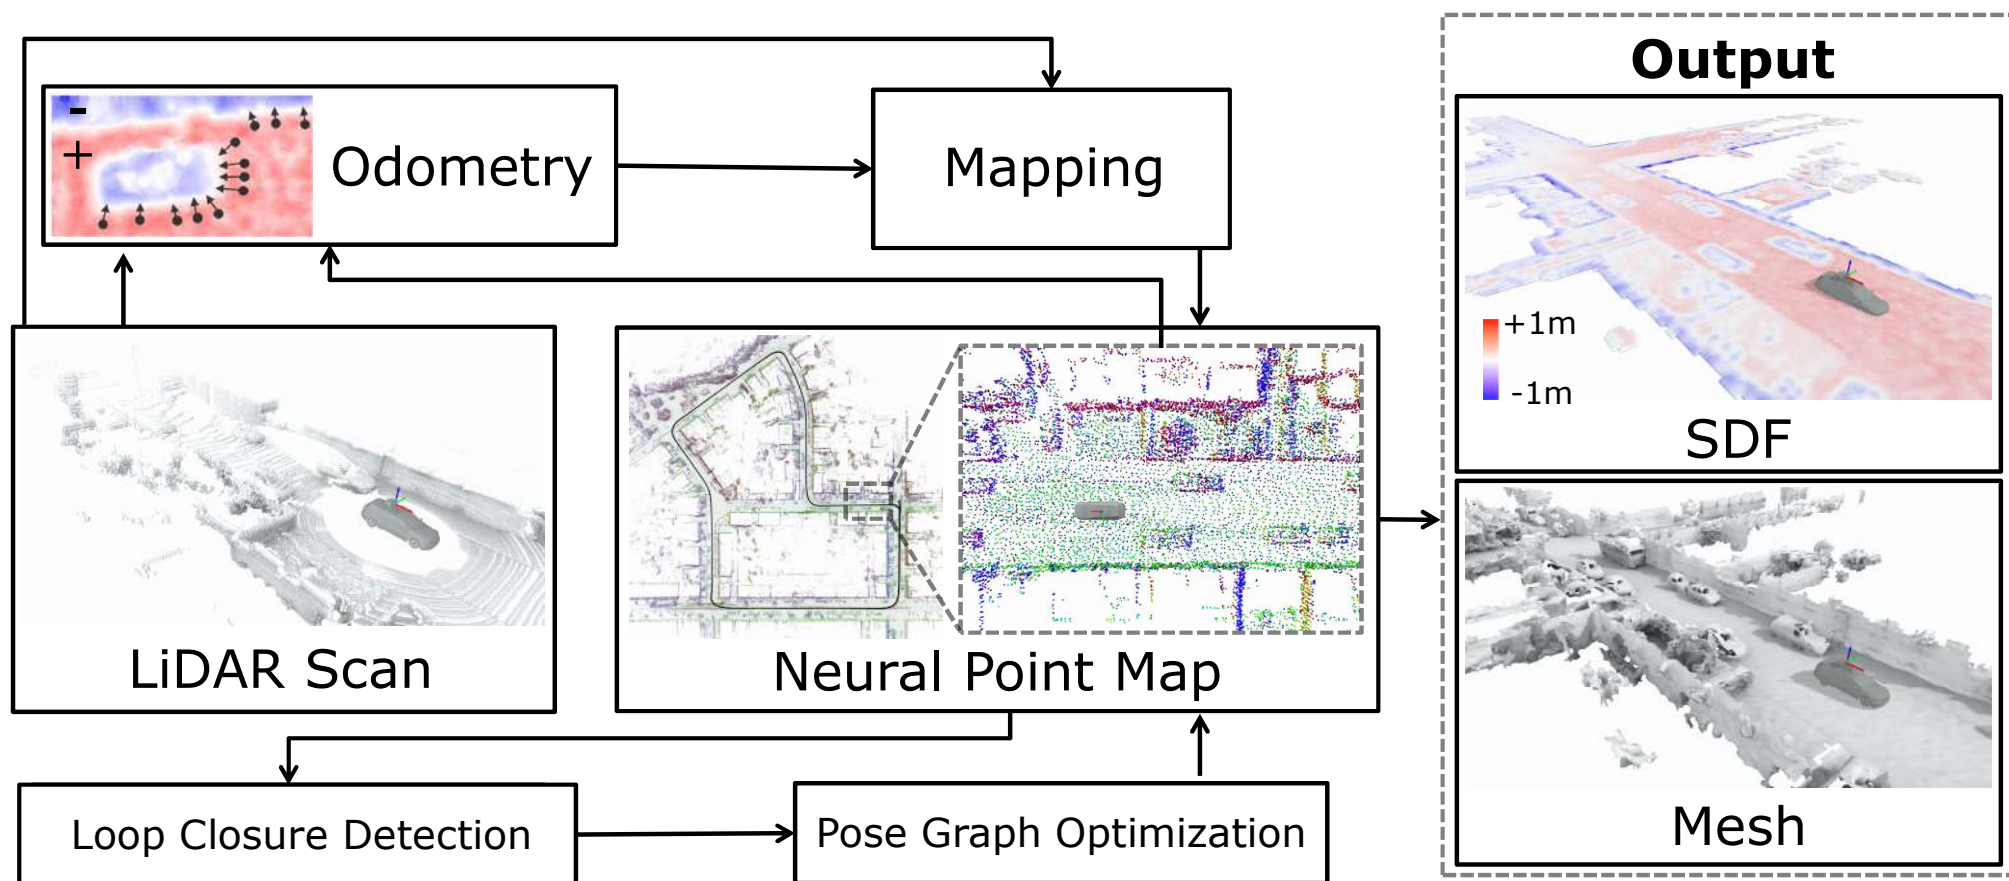 -
+
Odometry
Mapping
LiDAR Scan
Neural Point Map
Loop Closure Detection
Pose Graph Optimization
Output
+1m
-1m
SDF
Mesh